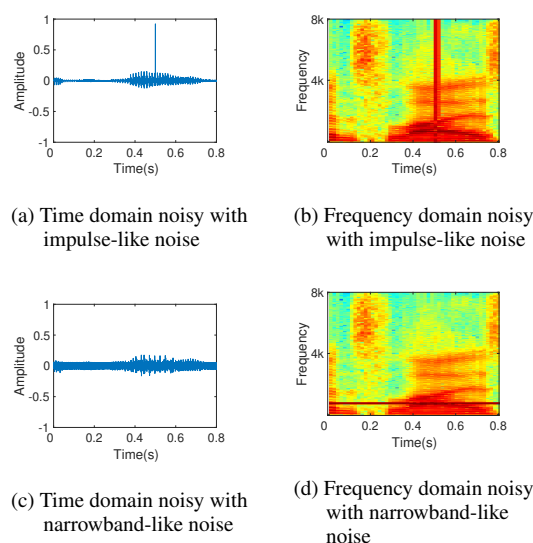 1
0.5
0
-0.5
-1
Amplitude
0 0.2 0.4 0.6 0.8
Time(s)
8k
4k
Frequency
0 0.2 0.4 0.6 0.8
Time(s)
(a) Time domain noisy with
impulse-like noise
(b) Frequency domain noisy
with impulse-like noise
1
0.5
0
-0.5
-1
Amplitude
0 0.2 0.4 0.6 0.8
Time(s)
8k
4k
Frequency
0 0.2 0.4 0.6 0.8
Time(s)
(c) Time domain noisy with
narrowband-like noise
(d) Frequency domain noisy
with narrowband-like
noise